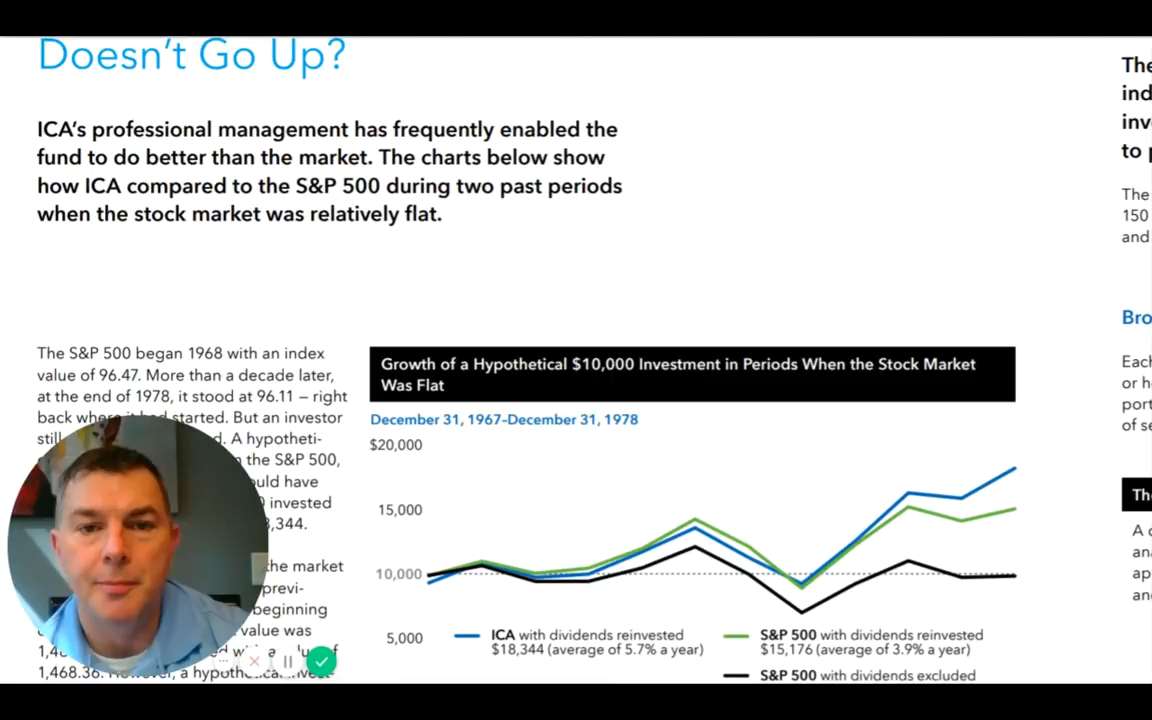 Doesn't Go Up?
ICA's professional management has frequently enabled the
fund to do better than the market. The charts below show
how ICA compared to the S&P 500 during two past periods
when the stock market was relatively flat.
The S&P 500 began 1968 with an index
value of 96.47. More than a decade later,
at the end of 1978, it stood at 96.11 – right
back where it had started. But an investor
still d. A hypotheti-
the S&P 500,
uld have
invested
,344.
the market
previ-
beginning
value was
1,468.36. However, a hypothetical invest-
Growth of a Hypothetical $10,000 Investment in Periods When the Stock Market
Was Flat
December 31, 1967–December 31, 1978
$20,000
15,000
10,000
5,000
ICA with dividends reinvested
$18,344 (average of 5.7% a year)
S&P 500 with dividends reinvested
$15,176 (average of 3.9% a year)
S&P 500 with dividends excluded
The
ind
inv
to p
The
150
and
Bro
Each
or h
port
of se
Th
A c
ana
ap
and